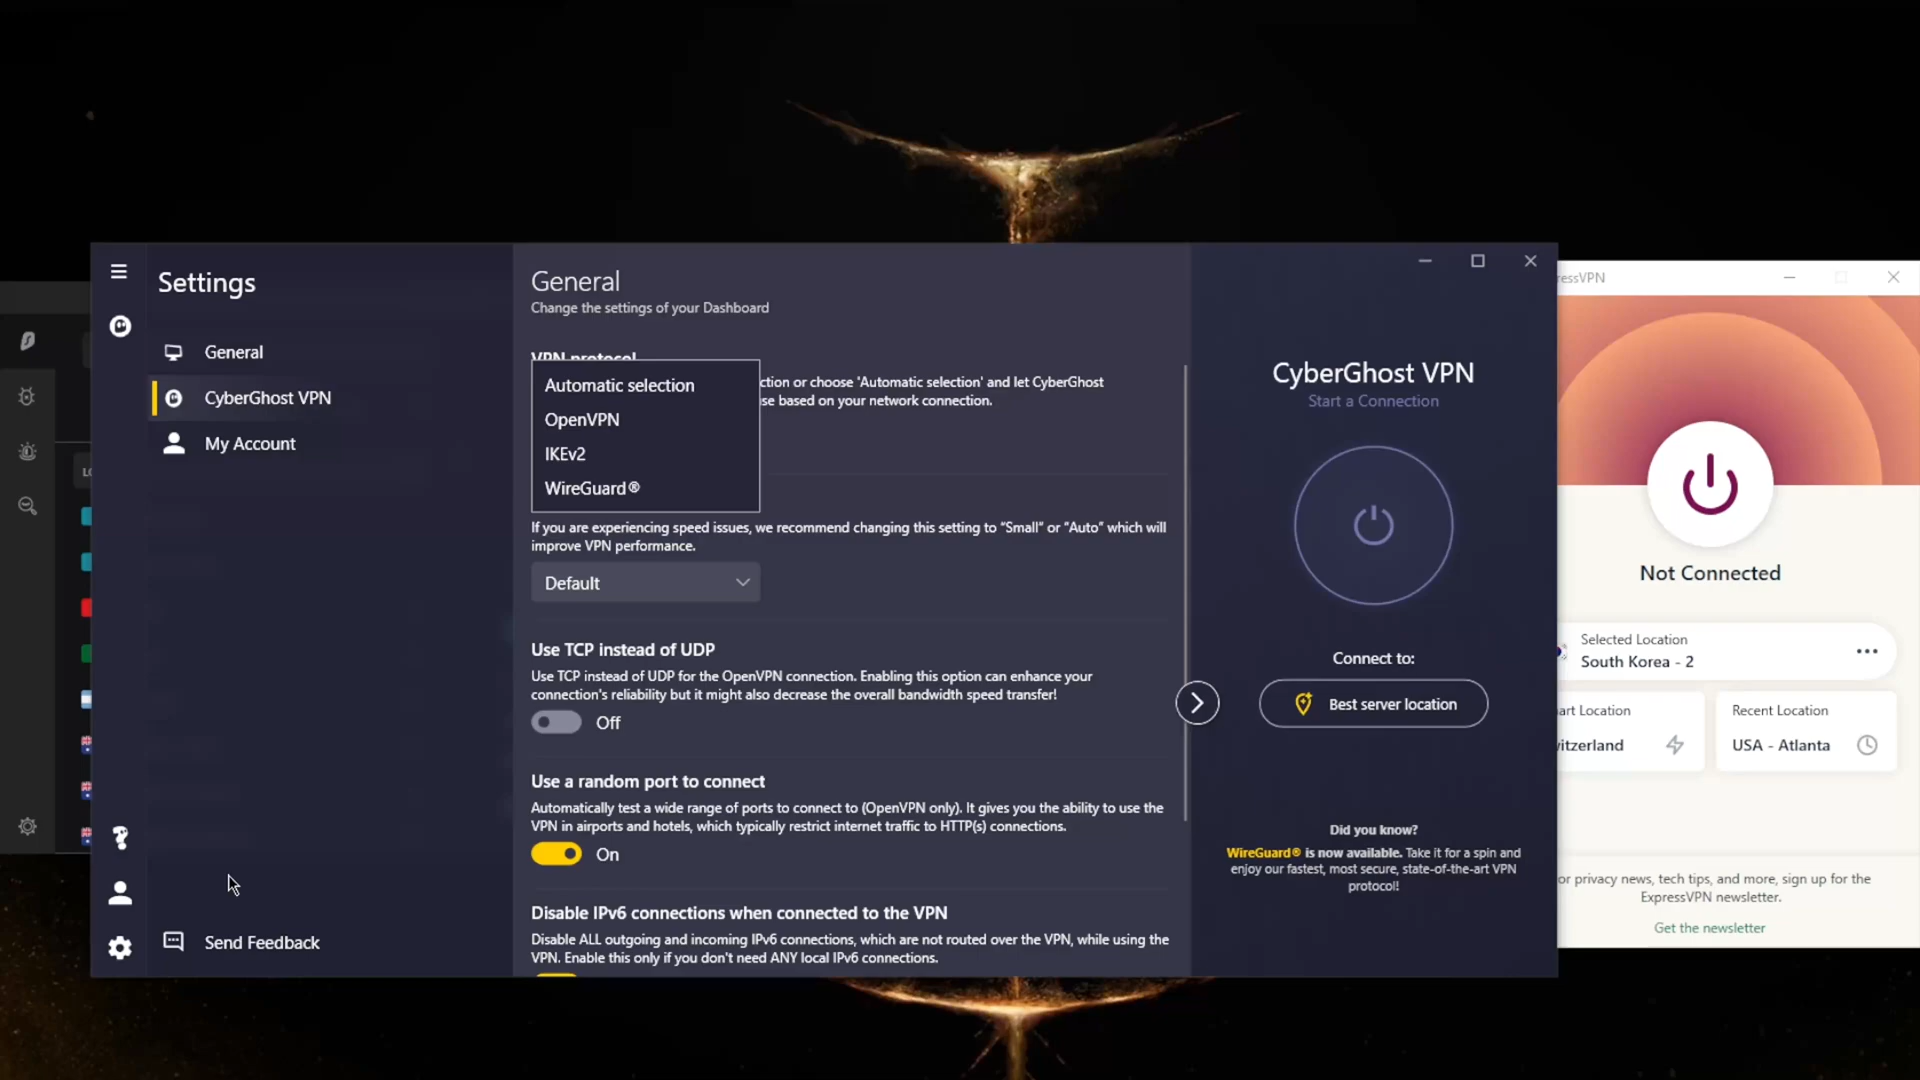 Settings
General
CyberGhost VPN
My Account
Send Feedback
General
Change the settings of your Dashboard
VPN protocol
Automatic selection
OpenVPN
IKEv2
WireGuard®
ction or choose 'Automatic selection' and let CyberGhost
se based on your network connection.
If you are experiencing speed issues, we recommend changing this setting to “Small” or “Auto” which will
improve VPN performance.
Default
Use TCP instead of UDP
Use TCP instead of UDP for the OpenVPN connection. Enabling this option can enhance your
connection's reliability but it might also decrease the overall bandwidth speed transfer!
Off
Use a random port to connect
Automatically test a wide range of ports to connect to (OpenVPN only). It gives you the ability to use the
VPN in airports and hotels, which typically restrict internet traffic to HTTP(s) connections.
On
Disable IPv6 connections when connected to the VPN
Disable ALL outgoing and incoming IPv6 connections, which are not routed over the VPN, while using the
VPN. Enable this only if you don't need ANY local IPv6 connections.
CyberGhost VPN
Start a Connection
Connect to:
Best server location
Did you know?
WireGuard® is now available. Take it for a spin and
enjoy our fastest, most secure, state-of-the-art VPN
protocol!
ressVPN
Not Connected
Selected Location
South Korea - 2
art Location
vitzerland
Recent Location
USA - Atlanta
or privacy news, tech tips, and more, sign up for the
ExpressVPN newsletter.
Get the newsletter